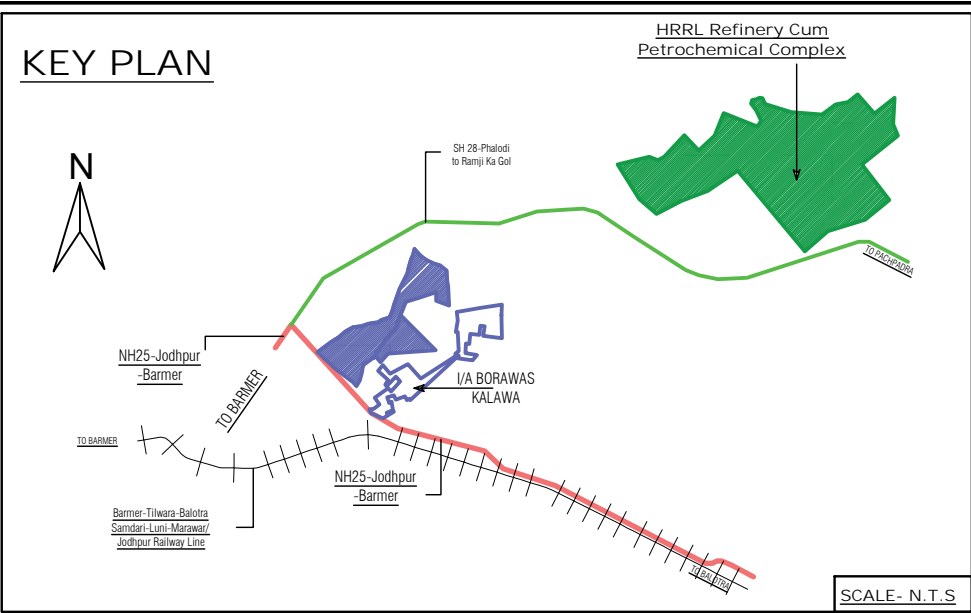 KEY PLAN
HRRL Refinery Cum
Petrochemical Complex
N
SH 28-Phalodi
to Ramji Ka Gol
TO PACHPADRA
NH25-Jodhpur
-Barmer
TO BARMER
I/A BORAWAS
KALAWA
TO BARMER
NH25-Jodhpur
-Barmer
Barmer-Tilwara-Balotra
Samdari-Luni-Marawar/
Jodhpur Railway Line
TO BALOTRA
SCALE- N.T.S